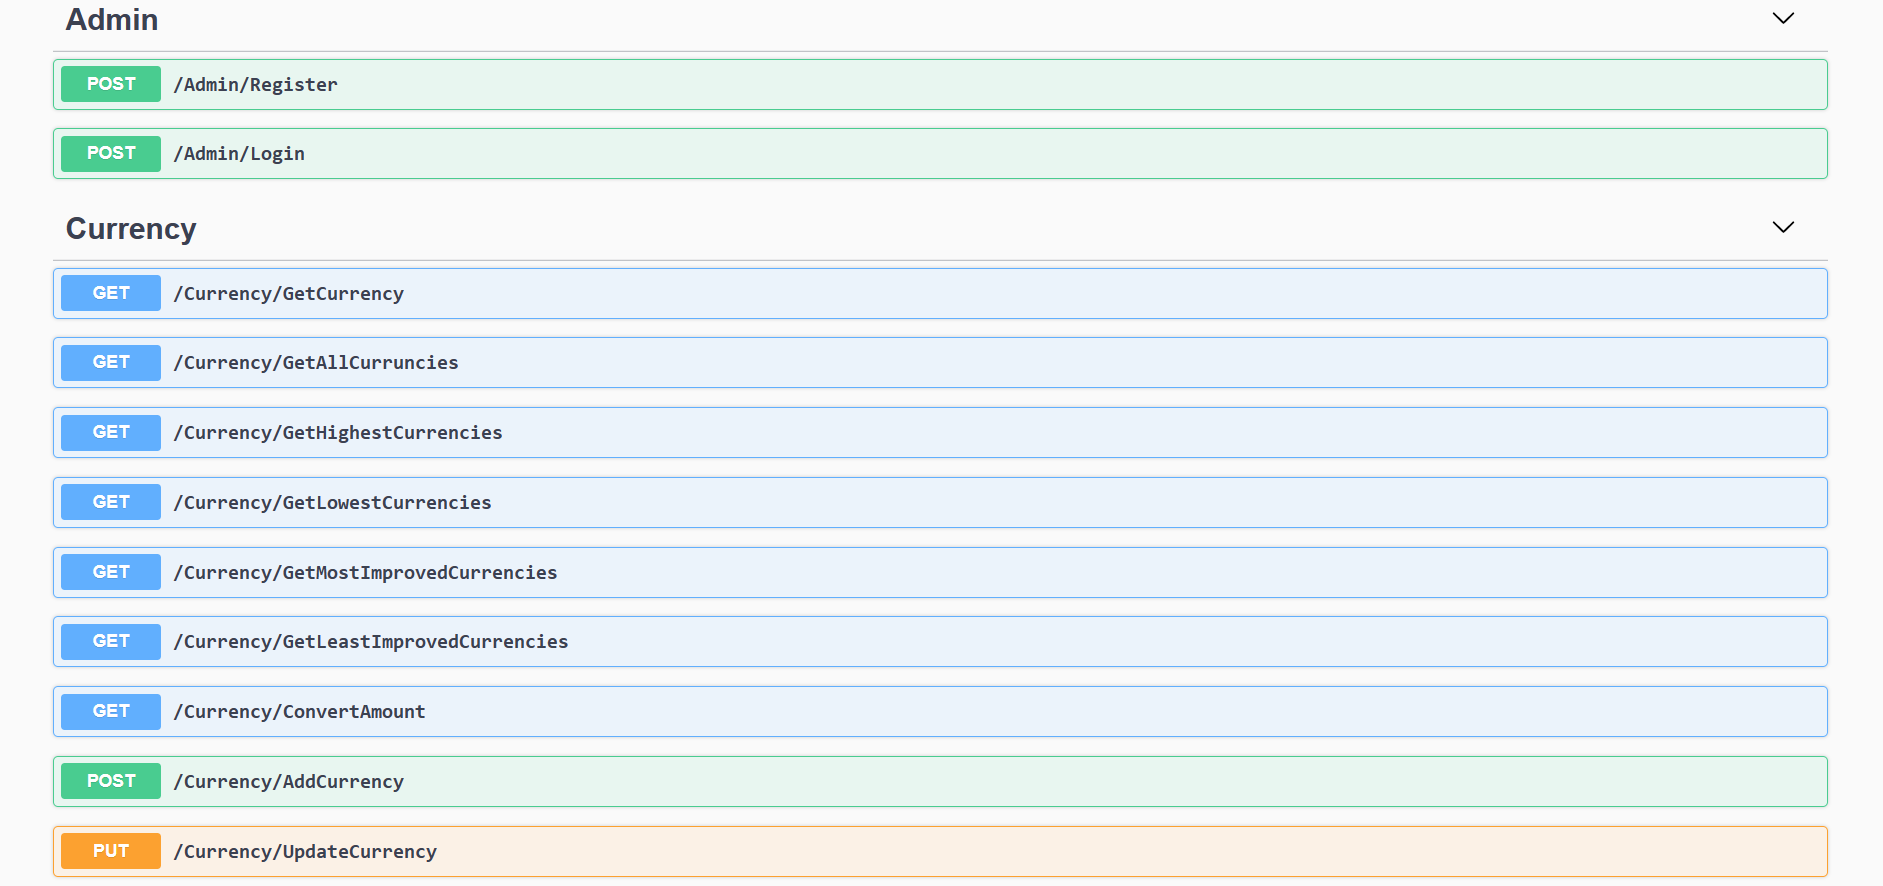 Admin
POST /Admin/Register
POST /Admin/Login
Currency
GET /Currency/GetCurrency
GET /Currency/GetAllCurruncies
GET /Currency/GetHighestCurrencies
GET /Currency/GetLowestCurrencies
GET /Currency/GetMostImprovedCurrencies
GET /Currency/GetLeastImprovedCurrencies
GET /Currency/ConvertAmount
POST /Currency/AddCurrency
PUT /Currency/UpdateCurrency